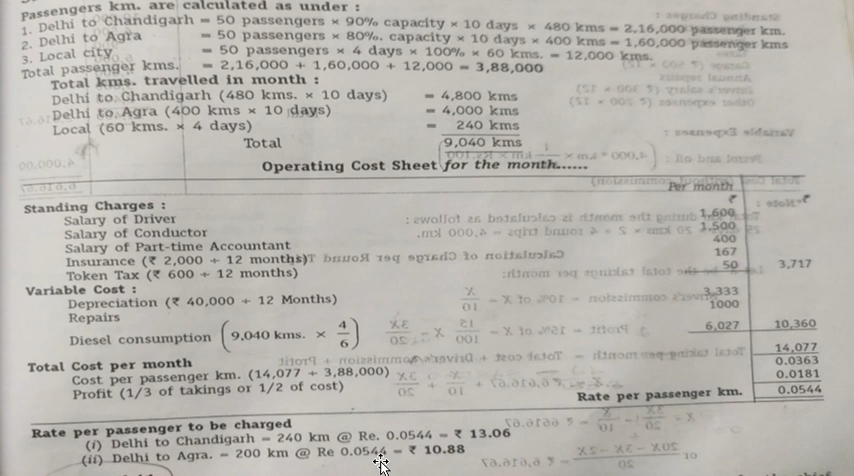 Passengers km. are calculated as under :
1. Delhi to Chandigarh = 50 passengers × 90% capacity × 10 days × 480 kms = 2,16,000 passenger km.
2. Delhi to Agra = 50 passengers × 80%. capacity × 10 days × 400 kms = 1,60,000 passenger kms
3. Local city = 50 passengers × 4 days × 100% × 60 kms. = 12,000 kms.
Total passenger kms. = 2,16,000 + 1,60,000 + 12,000 = 3,88,000
Total kms. travelled in month :
Delhi to Chandigarh (480 kms × 10 days) = 4,800 kms
Delhi to Agra (400 kms × 10 days) = 4,000 kms
Local (60 kms. × 4 days) = 240 kms
Total 9,040 kms
Operating Cost Sheet for the month......
Per month
₹ ₹
Standing Charges :
Salary of Driver 1,600
Salary of Conductor 1,500
Salary of Part-time Accountant 400
Insurance (₹ 2,000 ÷ 12 months) 167
Token Tax (₹ 600 ÷ 12 months) 50 3,717
Variable Cost :
Depreciation (₹ 40,000 ÷ 12 Months) 3,333
Repairs 1000
Diesel consumption (9,040 kms. × 4/6) 6,027 10,360
Total Cost per month 14,077
Cost per passenger km. (14,077 ÷ 3,88,000) 0.0363
Profit (1/3 of takings or 1/2 of cost) 0.0181
Rate per passenger km. 0.0544
Rate per passenger to be charged
(i) Delhi to Chandigarh = 240 km @ Re. 0.0544 = ₹ 13.06
(ii) Delhi to Agra. = 200 km @ Re 0.0544 = ₹ 10.88